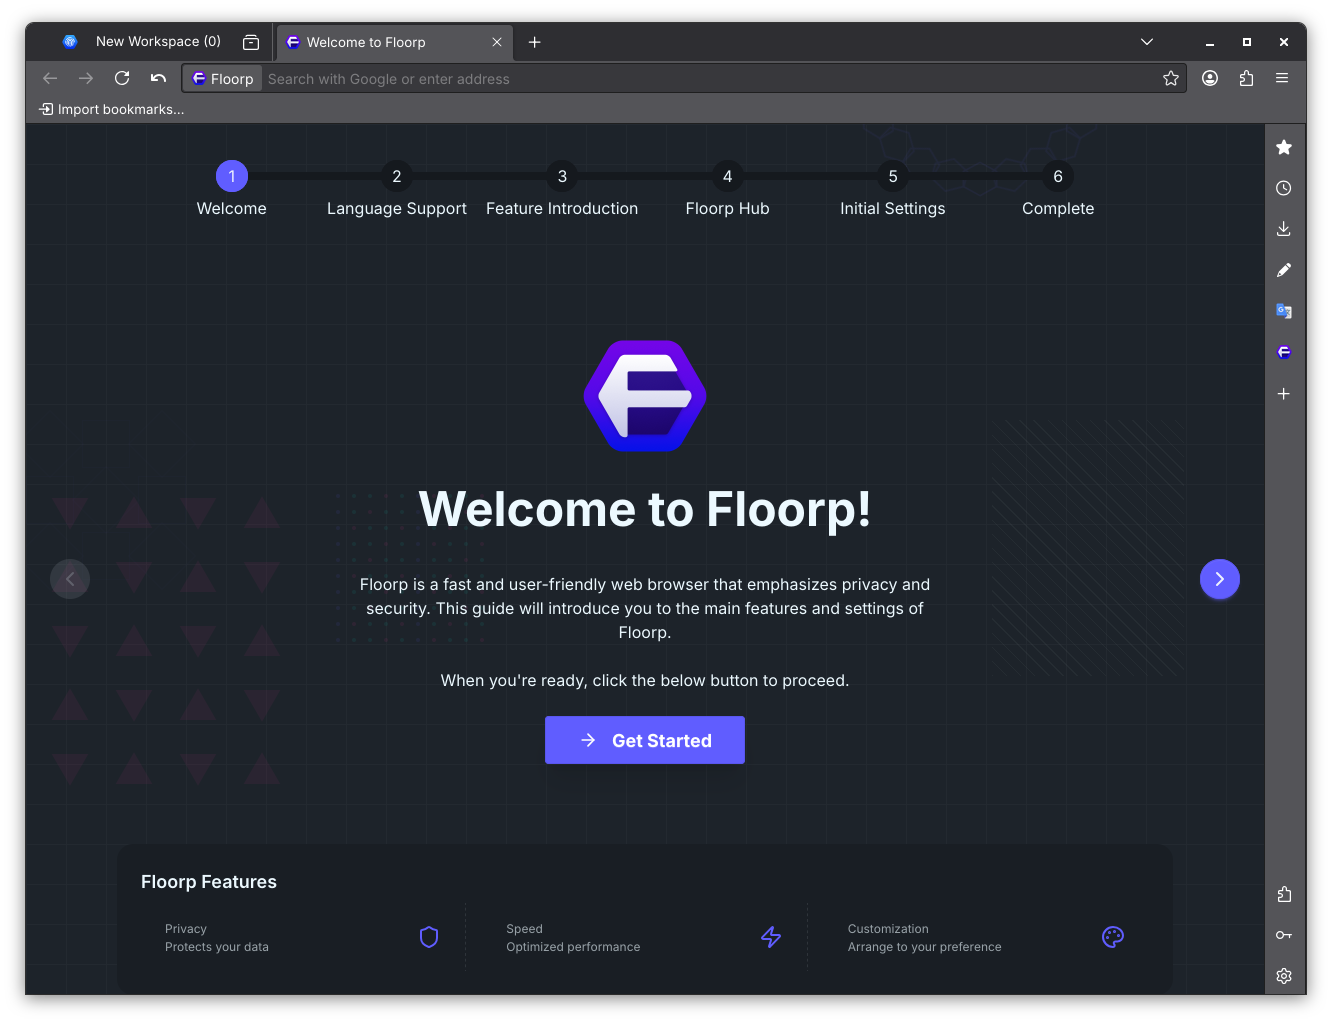 New Workspace (0)
Welcome to Floorp
Floorp
Search with Google or enter address
Import bookmarks...
1
2
3
4
5
6
Welcome
Language Support
Feature Introduction
Floorp Hub
Initial Settings
Complete
Welcome to Floorp!
Floorp is a fast and user-friendly web browser that emphasizes privacy and
security. This guide will introduce you to the main features and settings of
Floorp.
When you're ready, click the below button to proceed.
Get Started
Floorp Features
Privacy
Protects your data
Speed
Optimized performance
Customization
Arrange to your preference